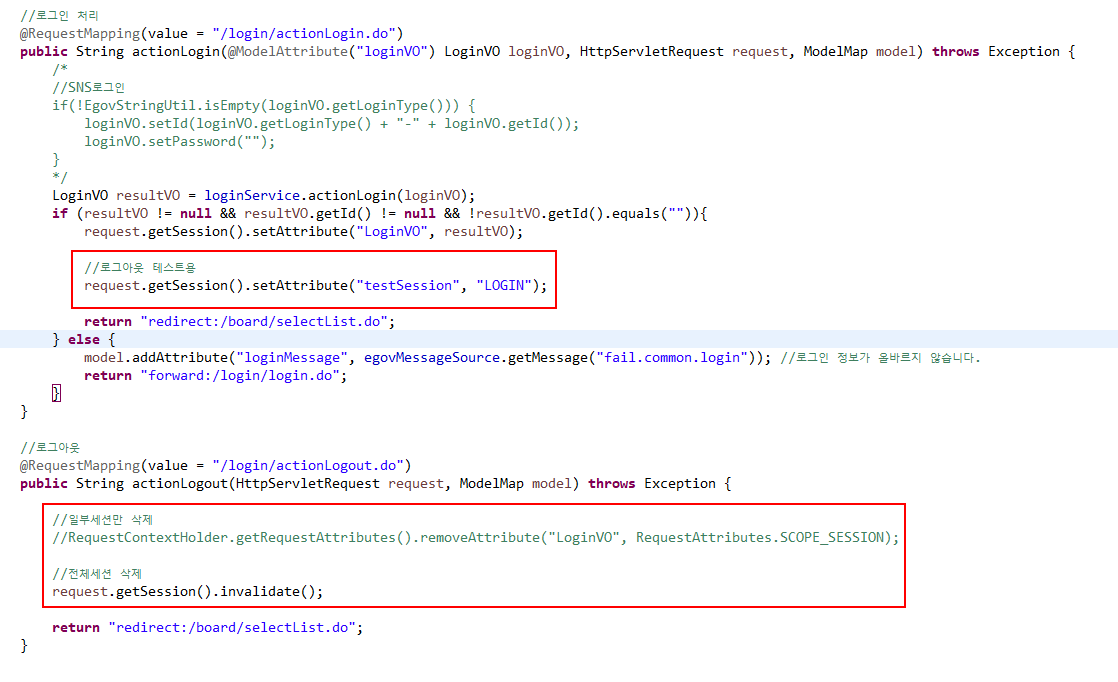 //로그인 처리
@RequestMapping(value = "/login/actionLogin.do")
public String actionLogin(@ModelAttribute("loginVO") LoginVO loginVO, HttpServletRequest request, ModelMap model) throws Exception {
/*
//SNS로그인
if(!EgovStringUtil.isEmpty(loginVO.getLoginType())) {
loginVO.setId(loginVO.getLoginType() + "-" + loginVO.getId());
loginVO.setPassword("");
}
*/
LoginVO resultVO = loginService.actionLogin(loginVO);
if (resultVO != null && resultVO.getId() != null && !resultVO.getId().equals("")){
request.getSession().setAttribute("LoginVO", resultVO);
//로그아웃 테스트용
request.getSession().setAttribute("testSession", "LOGIN");
return "redirect:/board/selectList.do";
} else {
model.addAttribute("loginMessage", egovMessageSource.getMessage("fail.common.login")); //로그인 정보가 올바르지 않습니다.
return "forward:/login/login.do";
}
}
//로그아웃
@RequestMapping(value = "/login/actionLogout.do")
public String actionLogout(HttpServletRequest request, ModelMap model) throws Exception {
//일부세션만 삭제
//RequestContextHolder.getRequestAttributes().removeAttribute("LoginVO", RequestAttributes.SCOPE_SESSION);
//전체세션 삭제
request.getSession().invalidate();
return "redirect:/board/selectList.do";
}